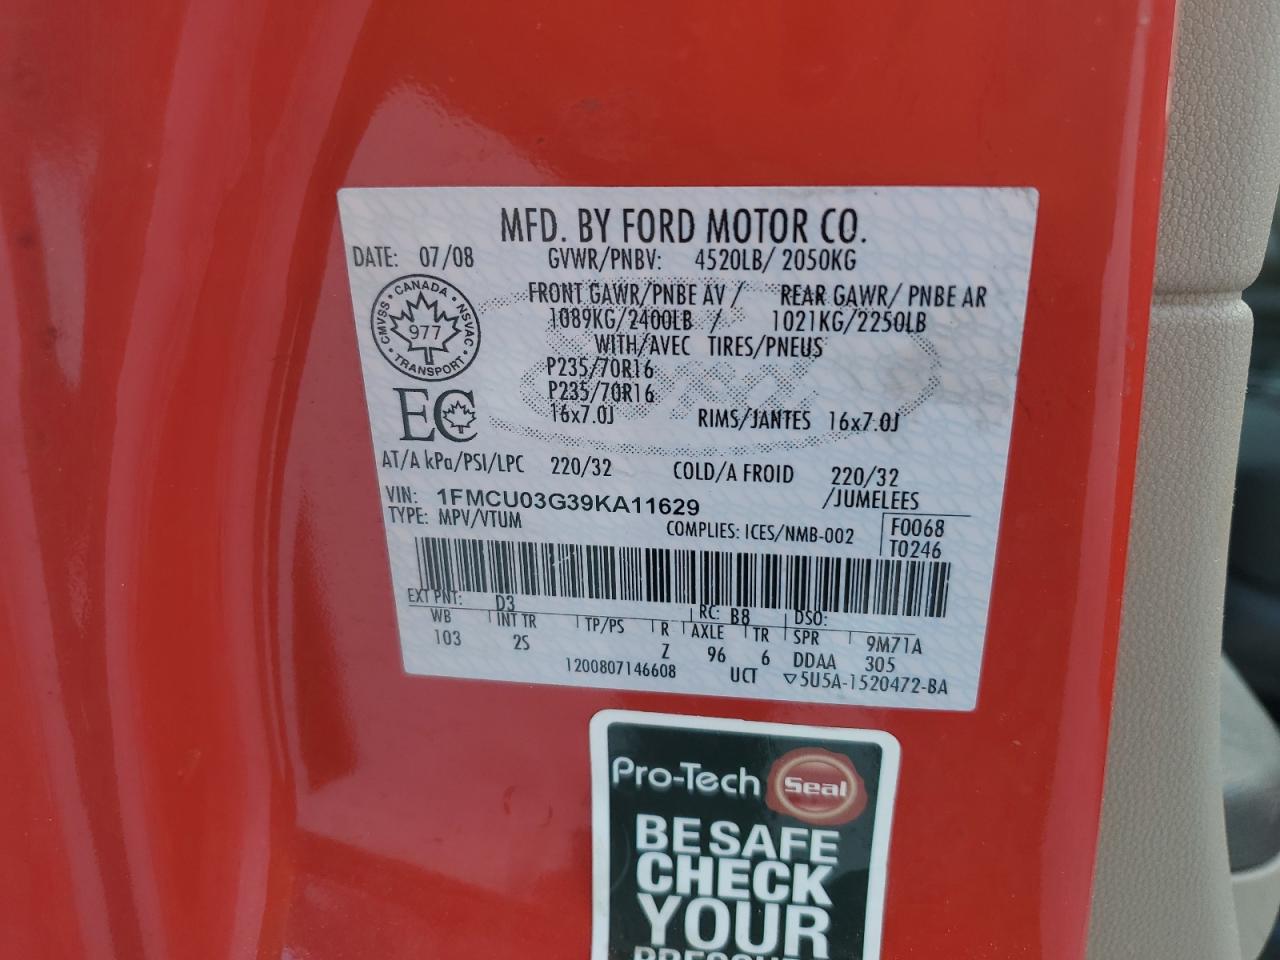 MFD. BY FORD MOTOR CO.
DATE: 07/08 GVWR/PNBV: 4520LB/ 2050KG
FRONT GAWR/PNBE AV / REAR GAWR/ PNBE AR
1089KG/2400LB / 1021KG/2250LB
WITH/AVEC TIRES/PNEUS
P235/70R16
P235/70R16
16x7.0J RIMS/JANTES 16x7.0J
CANADA • NSVAC • TRANSPORT • CMVSS •
977
EC
AT/A kPa/PSI/LPC 220/32 COLD/A FROID 220/32
/JUMELEES
VIN: 1FMCU03G39KA11629
TYPE: MPV/VTUM COMPLIES: ICES/NMB-002
F0068
T0246
EXT PNT: D3 RC: B8 DSO:
WB INT TR TP/PS R AXLE TR SPR 9M71A
103 2S Z 96 6 DDAA 305
1200807146608 UCT ▽5U5A-1520472-BA
Pro-Tech Seal
BE SAFE
CHECK
YOUR